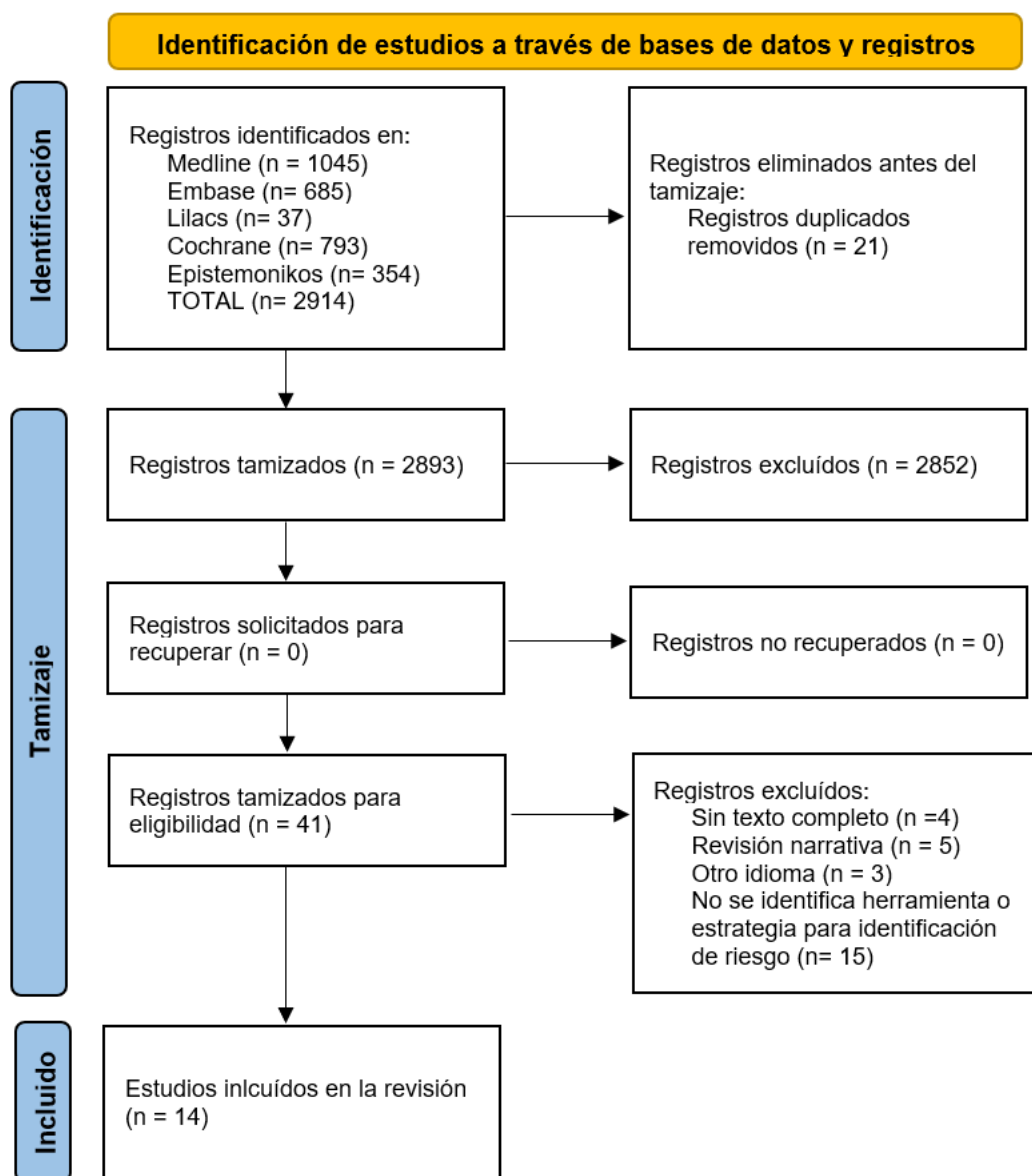 Identificación de estudios a través de bases de datos y registros
Identificación
Registros identificados en:
Medline (n = 1045)
Embase (n= 685)
Lilacs (n= 37)
Cochrane (n= 793)
Epistemonikos (n= 354)
TOTAL (n= 2914)
Registros eliminados antes del
tamizaje:
Registros duplicados
removidos (n = 21)
Tamizaje
Registros tamizados (n = 2893)
Registros excluídos (n = 2852)
Registros solicitados para
recuperar (n = 0)
Registros no recuperados (n = 0)
Registros tamizados para
eligibilidad (n = 41)
Registros excluídos:
Sin texto completo (n =4)
Revisión narrativa (n = 5)
Otro idioma (n = 3)
No se identifica herramienta o
estrategia para identificación
de riesgo (n= 15)
Incluido
Estudios inlcuídos en la revisión
(n = 14)